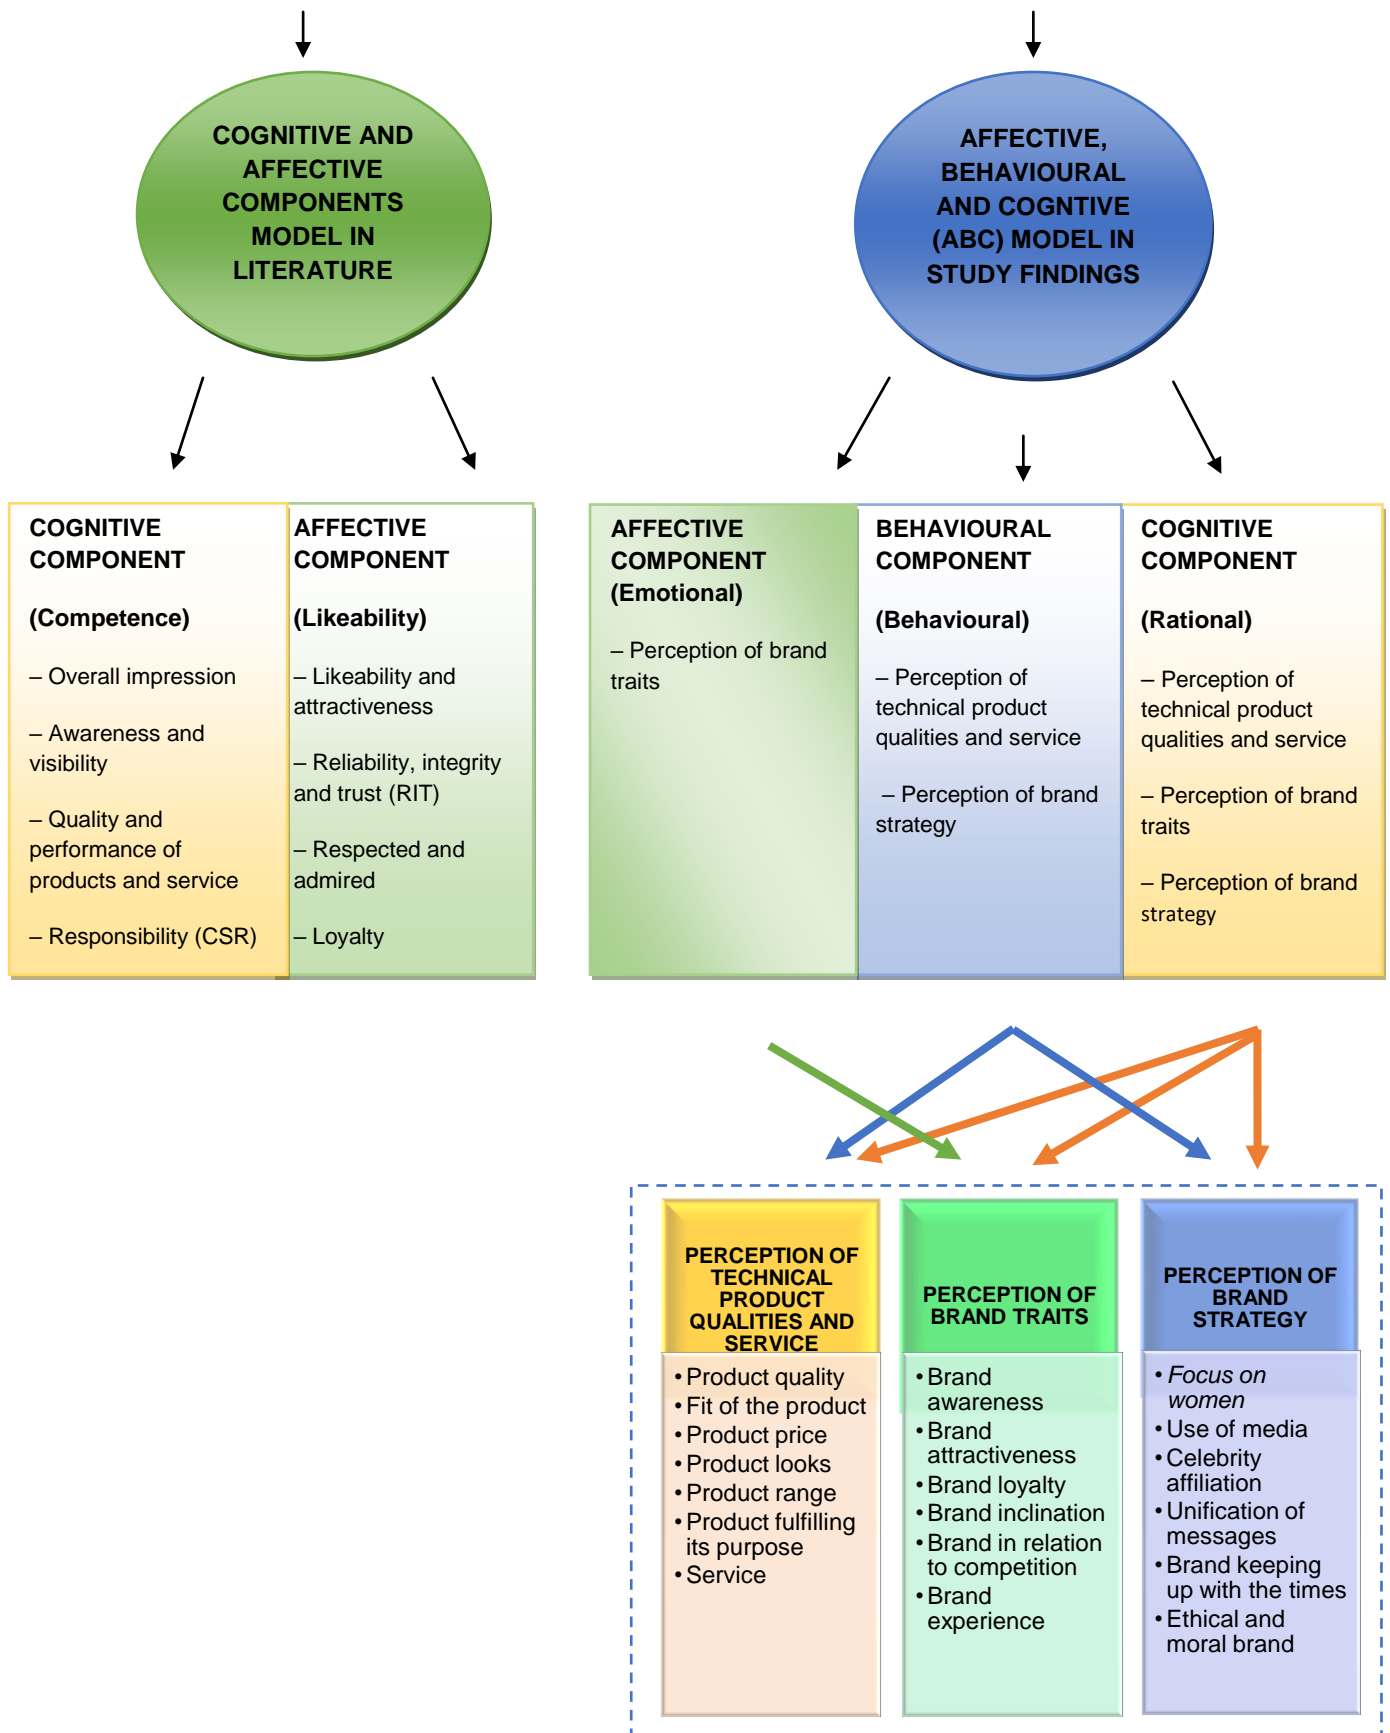 COGNITIVE AND
AFFECTIVE
COMPONENTS
MODEL IN
LITERATURE
AFFECTIVE,
BEHAVIOURAL
AND COGNTIVE
(ABC) MODEL IN
STUDY FINDINGS
COGNITIVE
COMPONENT
(Competence)
– Overall impression
– Awareness and
visibility
– Quality and
performance of
products and service
– Responsibility (CSR)
AFFECTIVE
COMPONENT
(Likeability)
– Likeability and
attractiveness
– Reliability, integrity
and trust (RIT)
– Respected and
admired
– Loyalty
AFFECTIVE
COMPONENT
(Emotional)
– Perception of brand
traits
BEHAVIOURAL
COMPONENT
(Behavioural)
– Perception of
technical product
qualities and service
– Perception of brand
strategy
COGNITIVE
COMPONENT
(Rational)
– Perception of
technical product
qualities and service
– Perception of brand
traits
– Perception of brand
strategy
PERCEPTION OF
TECHNICAL
PRODUCT
QUALITIES AND
SERVICE
• Product quality
• Fit of the product
• Product price
• Product looks
• Product range
• Product fulfilling
its purpose
• Service
PERCEPTION OF
BRAND TRAITS
• Brand
awareness
• Brand
attractiveness
• Brand loyalty
• Brand inclination
• Brand in relation
to competition
• Brand
experience
PERCEPTION OF
BRAND
STRATEGY
• Focus on
women
• Use of media
• Celebrity
affiliation
• Unification of
messages
• Brand keeping
up with the times
• Ethical and
moral brand